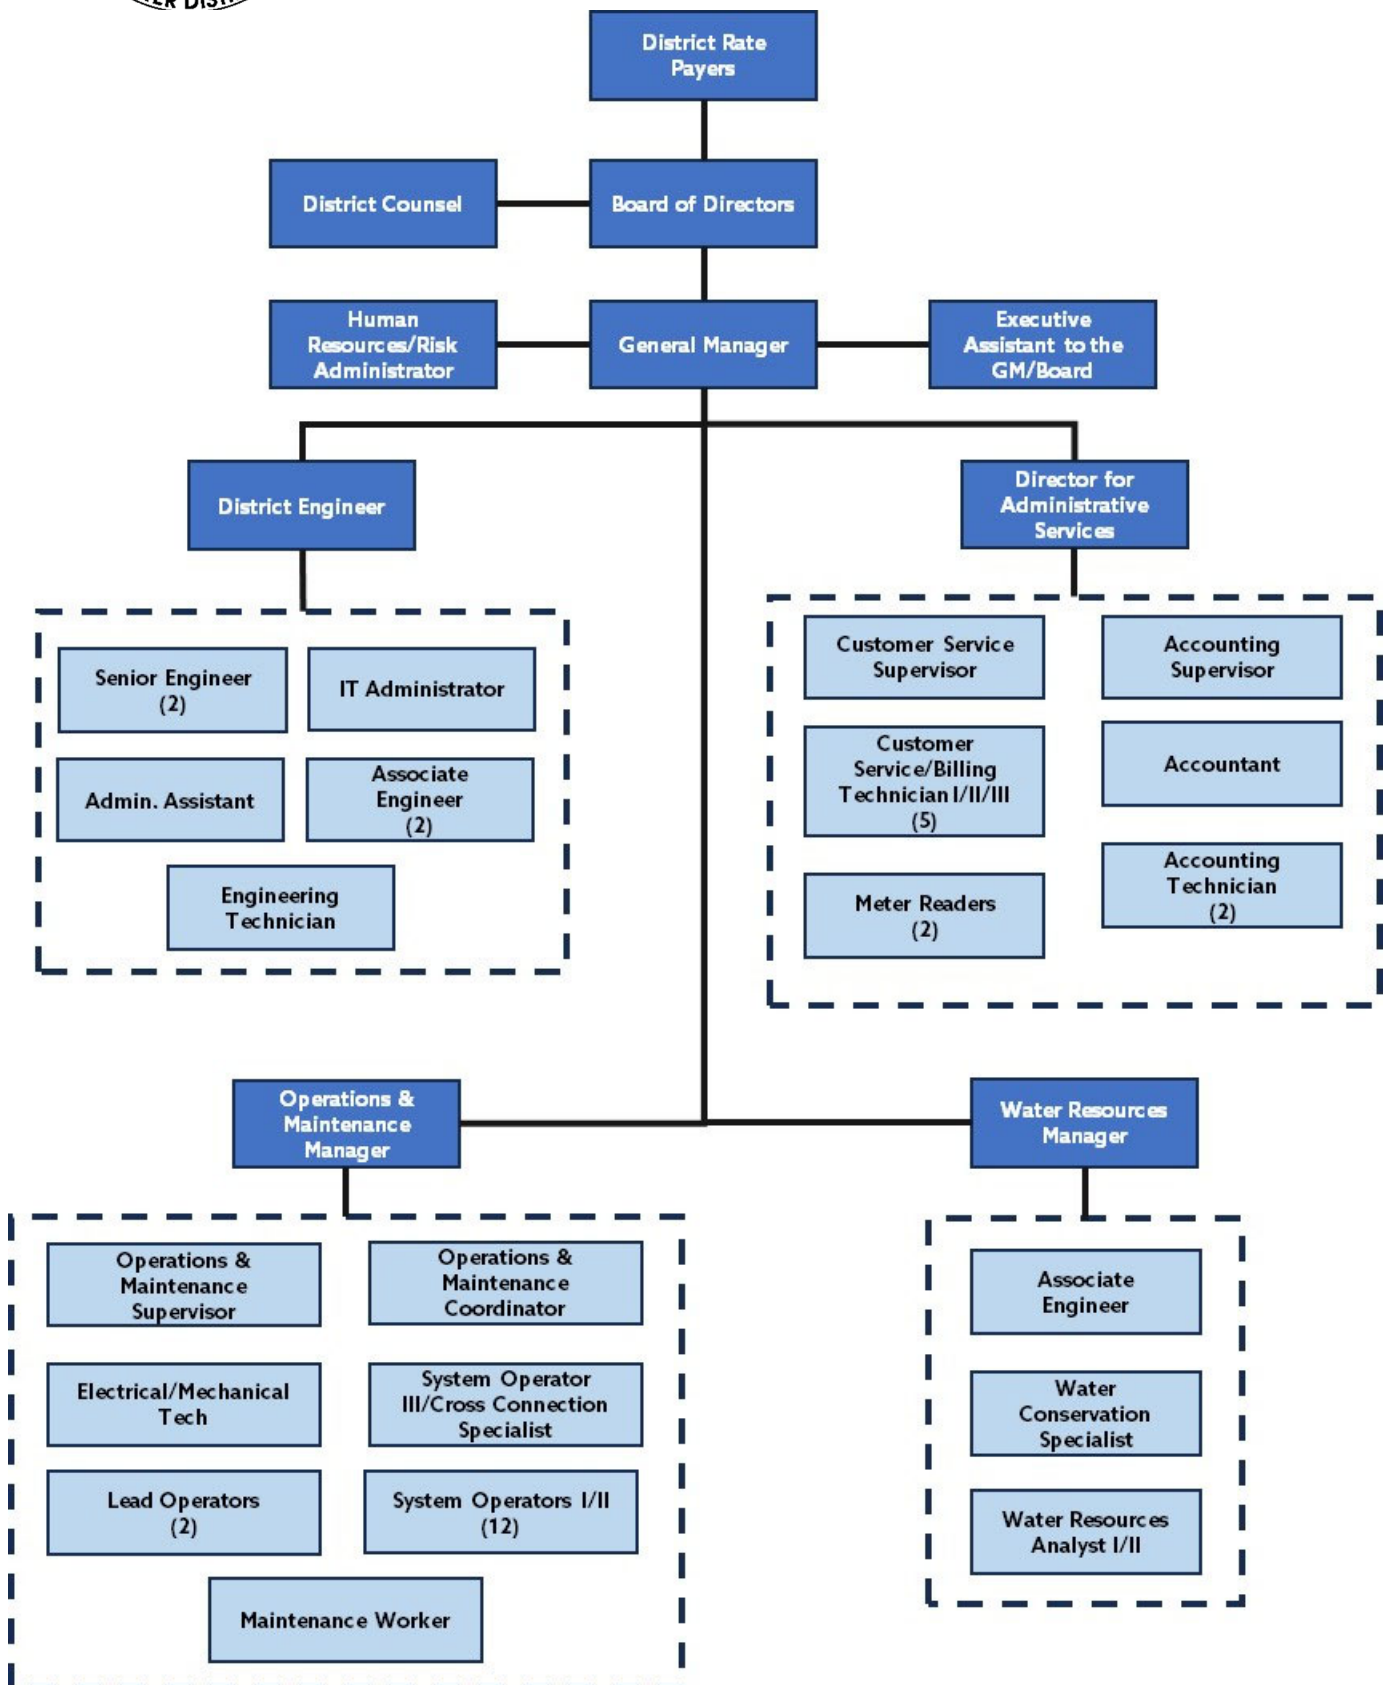 DIST
District Rate
Payers
District Counsel
Board of Directors
Human
Resources/Risk
Administrator
General Manager
Executive
Assistant to the
GM/Board
District Engineer
Director for
Administrative
Services
Senior Engineer
(2)
IT Administrator
Admin. Assistant
Associate
Engineer
(2)
Engineering
Technician
Customer Service
Supervisor
Accounting
Supervisor
Customer
Service/Billing
Technician I/II/III
(5)
Accountant
Meter Readers
(2)
Accounting
Technician
(2)
Operations &
Maintenance
Manager
Water Resources
Manager
Operations &
Maintenance
Supervisor
Operations &
Maintenance
Coordinator
Electrical/Mechanical
Tech
System Operator
III/Cross Connection
Specialist
Lead Operators
(2)
System Operators I/II
(12)
Maintenance Worker
Associate
Engineer
Water
Conservation
Specialist
Water Resources
Analyst I/II